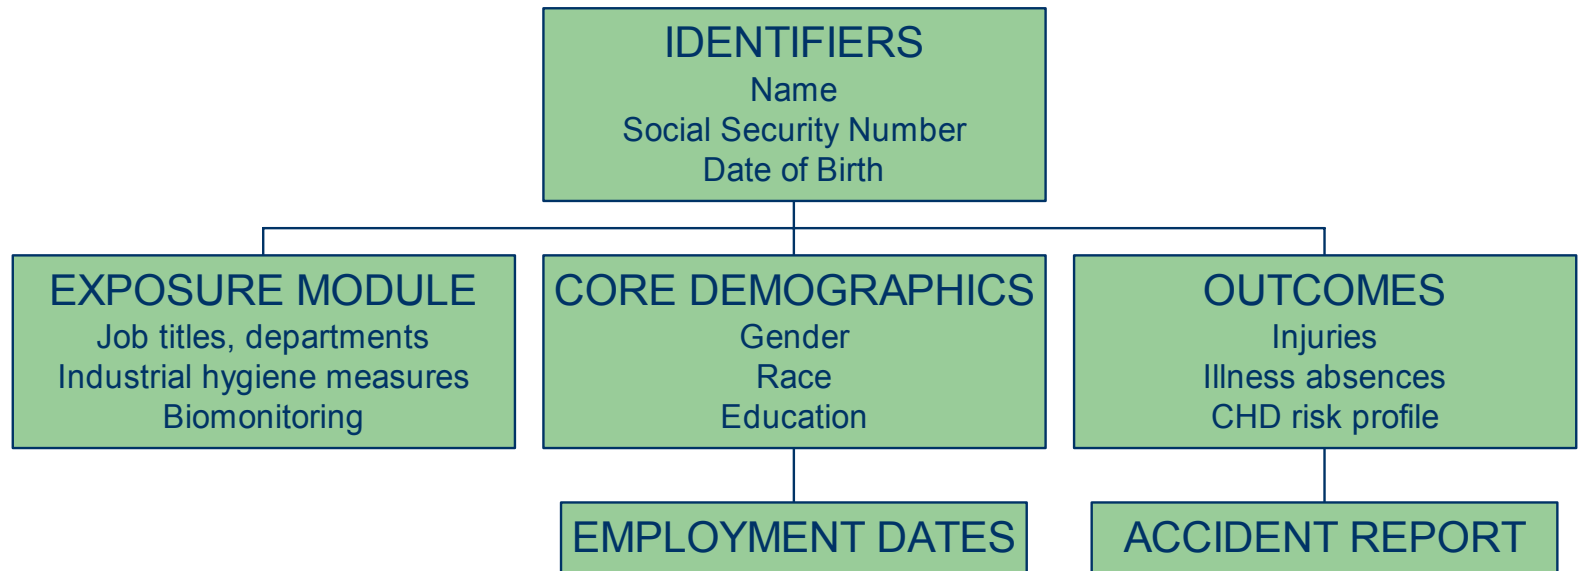 IDENTIFIERS
Name
Social Security Number
Date of Birth
EXPOSURE MODULE
Job titles, departments
Industrial hygiene measures
Biomonitoring
CORE DEMOGRAPHICS
Gender
Race
Education
OUTCOMES
Injuries
Illness absences
CHD risk profile
EMPLOYMENT DATES
ACCIDENT REPORT